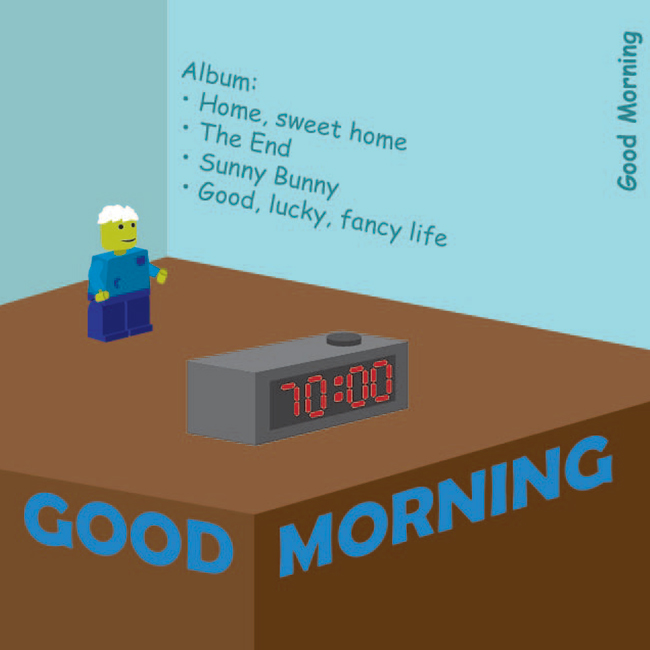 Album:
• Home, sweet home
• The End
• Sunny Bunny
• Good, lucky, fancy life
Good Morning
70:00
GOOD MORNING